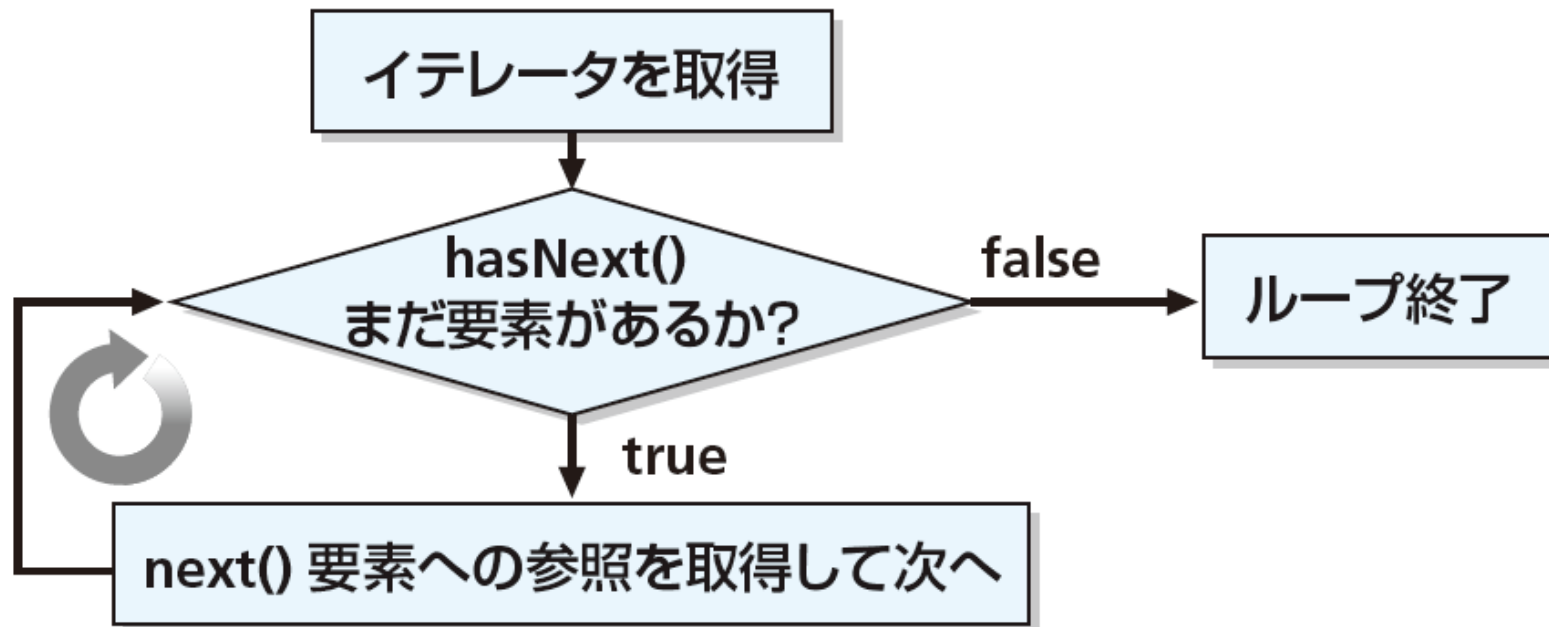 イテレータを取得
hasNext()
まだ要素があるか?
false
ループ終了
true
next() 要素への参照を取得して次へ